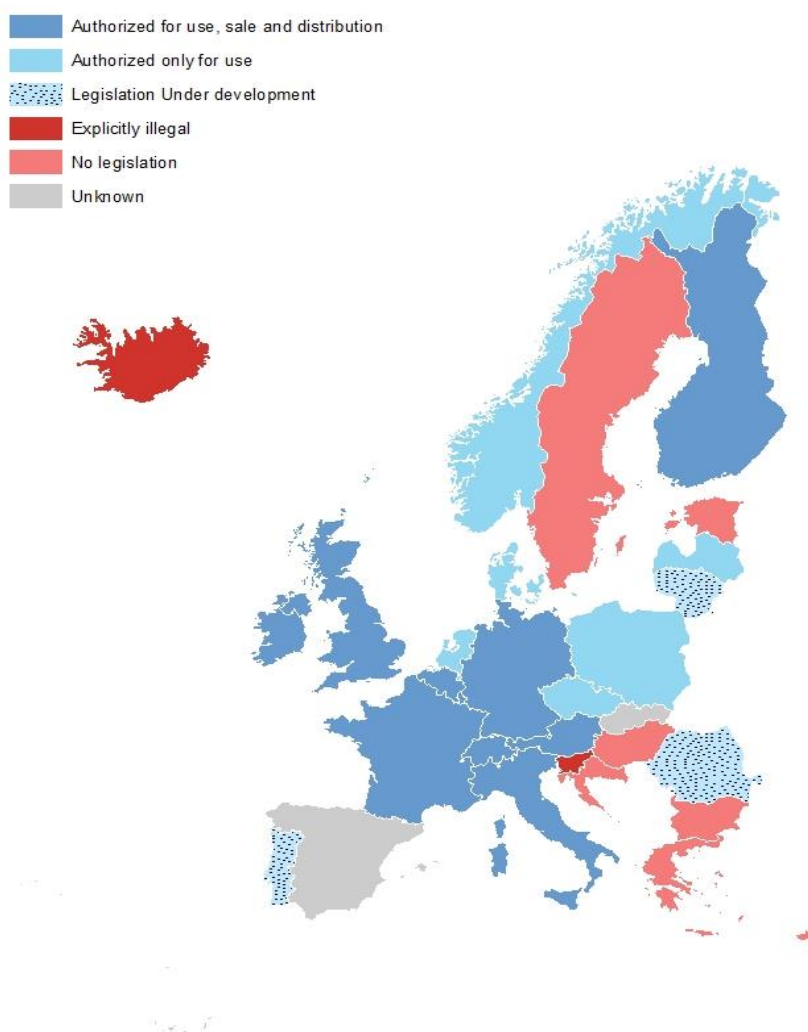 Authorized for use, sale and distribution
Authorized only for use
Legislation Under development
Explicitly illegal
No legislation
Unknown